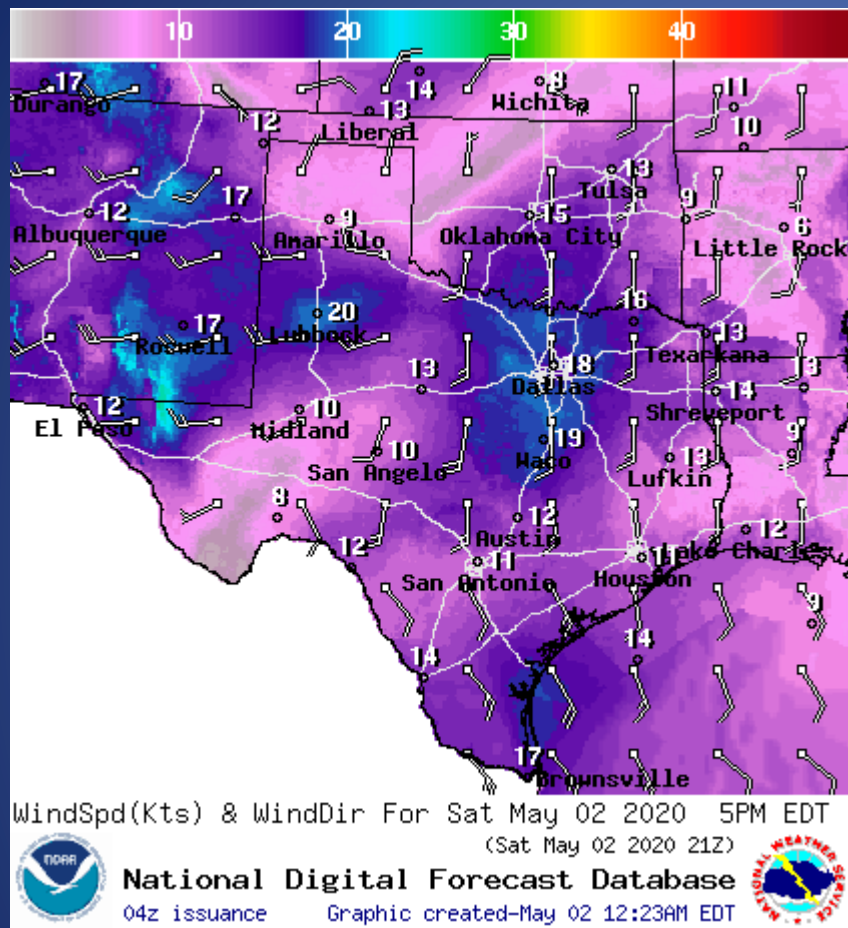 10 20 30 40
17 Durango
14
8 Wichita
11
13 Liberal
12
10
13 Tulsa
12 Albuquerque
17
9 Amarillo
15 Oklahoma City
9
6 Little Rock
17 Roswell
20 Lubbock
16
13 Texarkana
18 Dallas
13
13
14 Shreveport
12 El Paso
10 Midland
10 San Angelo
19 Waco
13 Lufkin
9
8
12 Austin
12 Lake Charles
12
11 San Antonio
11 Houston
9
14
14
17 Brownsville
WindSpd(Kts) & WindDir For Sat May 02 2020 5PM EDT
(Sat May 02 2020 21Z)
NOAA
National Digital Forecast Database
04z issuance Graphic created-May 02 12:23AM EDT
NATIONAL WEATHER SERVICE